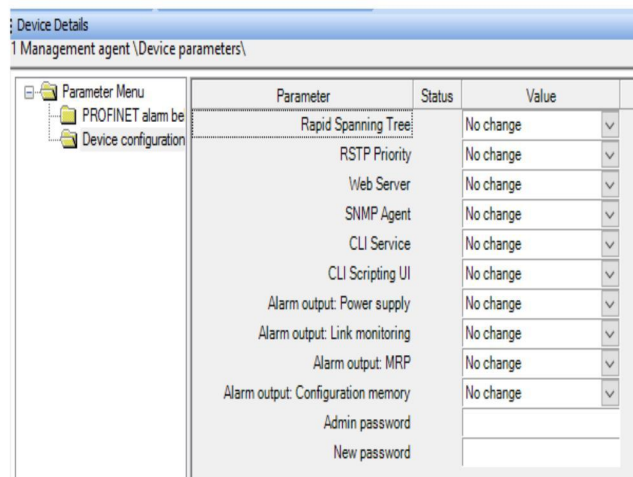 Device Details
1 Management agent \Device parameters\
Parameter Menu
PROFINET alarm be
Device configuration
Parameter Status Value
Rapid Spanning Tree No change
RSTP Priority No change
Web Server No change
SNMP Agent No change
CLI Service No change
CLI Scripting UI No change
Alarm output: Power supply No change
Alarm output: Link monitoring No change
Alarm output: MRP No change
Alarm output: Configuration memory No change
Admin password
New password